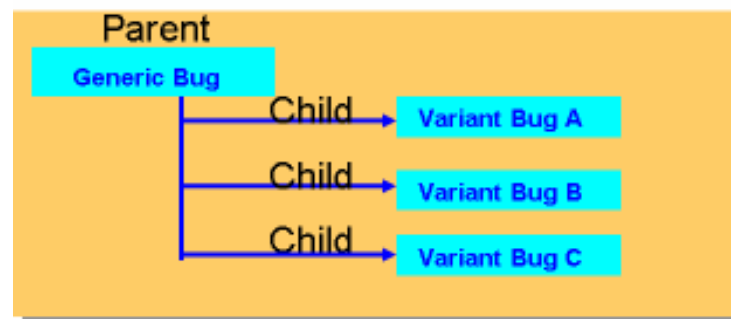 Parent
Generic Bug
Child
Variant Bug A
Child
Variant Bug B
Child
Variant Bug C